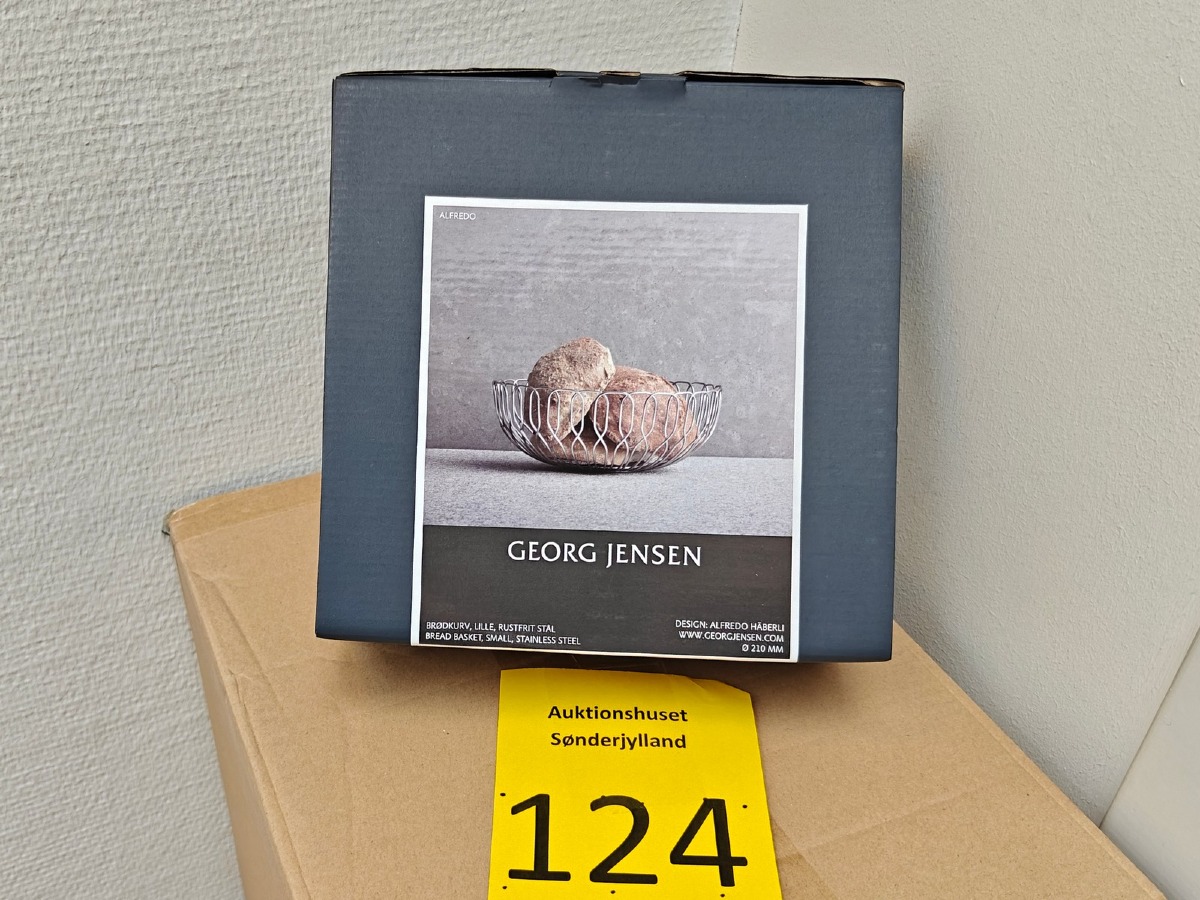 ALFREDO
GEORG JENSEN
BRØDKURV, LILLE, RUSTFRIT STÅL
BREAD BASKET, SMALL, STAINLESS STEEL
DESIGN: ALFREDO HÄBERLI
WWW.GEORGJENSEN.COM
Ø 210 MM
Auktionshuset
Sønderjylland
124